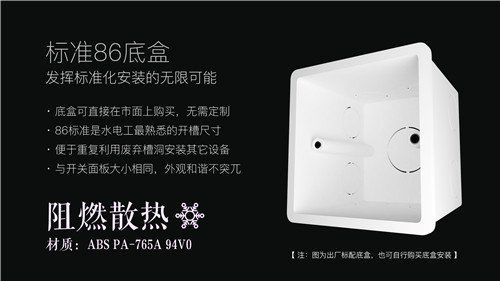 标准86底盒
发挥标准化安装的无限可能
· 底盒可直接在市面上购买，无需定制
· 86标准是水电工最熟悉的开槽尺寸
· 便于重复利用废弃槽洞安装其它设备
· 与开关面板大小相同，外观和谐不突兀
阻燃散热
材质：ABS PA-765A 94V0
【 注：图为出厂标配底盒，也可自行购买底盒安装 】